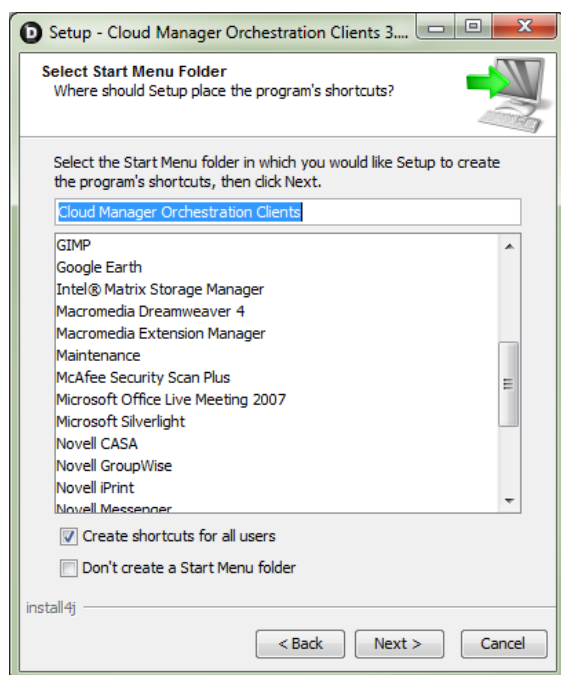 Setup - Cloud Manager Orchestration Clients 3....
Select Start Menu Folder
Where should Setup place the program's shortcuts?
Select the Start Menu folder in which you would like Setup to create
the program's shortcuts, then click Next.
Cloud Manager Orchestration Clients
GIMP
Google Earth
Intel® Matrix Storage Manager
Macromedia Dreamweaver 4
Macromedia Extension Manager
Maintenance
McAfee Security Scan Plus
Microsoft Office Live Meeting 2007
Microsoft Silverlight
Novell CASA
Novell GroupWise
Novell iPrint
Novell Messenger
Create shortcuts for all users
Don't create a Start Menu folder
install4j
< Back Next > Cancel